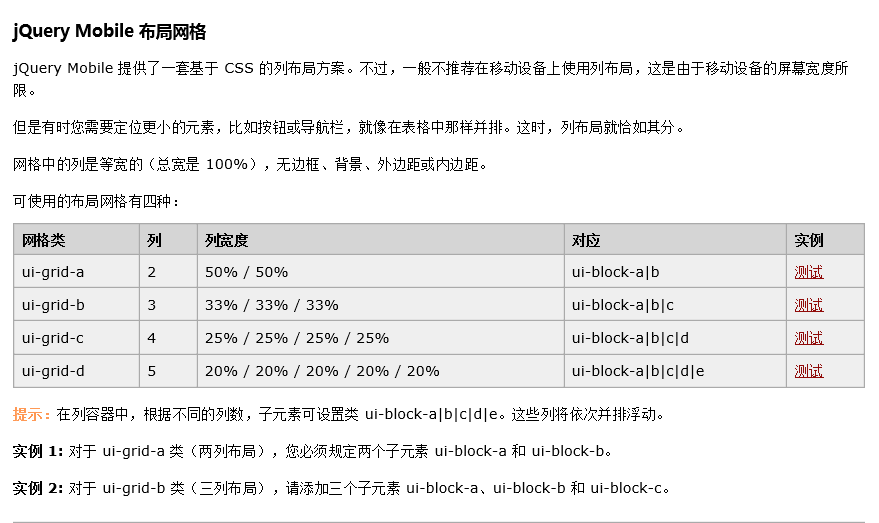 jQuery Mobile 布局网格
jQuery Mobile 提供了一套基于 CSS 的列布局方案。不过，一般不推荐在移动设备上使用列布局，这是由于移动设备的屏幕宽度所
限。
但是有时您需要定位更小的元素，比如按钮或导航栏，就像在表格中那样并排。这时，列布局就恰如其分。
网格中的列是等宽的（总宽是 100%），无边框、背景、外边距或内边距。
可使用的布局网格有四种：
网格类 列 列宽度 对应 实例
ui-grid-a 2 50% / 50% ui-block-a|b 测试
ui-grid-b 3 33% / 33% / 33% ui-block-a|b|c 测试
ui-grid-c 4 25% / 25% / 25% / 25% ui-block-a|b|c|d 测试
ui-grid-d 5 20% / 20% / 20% / 20% / 20% ui-block-a|b|c|d|e 测试
提示：在列容器中，根据不同的列数，子元素可设置类 ui-block-a|b|c|d|e。这些列将依次并排浮动。
实例 1: 对于 ui-grid-a 类（两列布局），您必须规定两个子元素 ui-block-a 和 ui-block-b。
实例 2: 对于 ui-grid-b 类（三列布局），请添加三个子元素 ui-block-a、ui-block-b 和 ui-block-c。